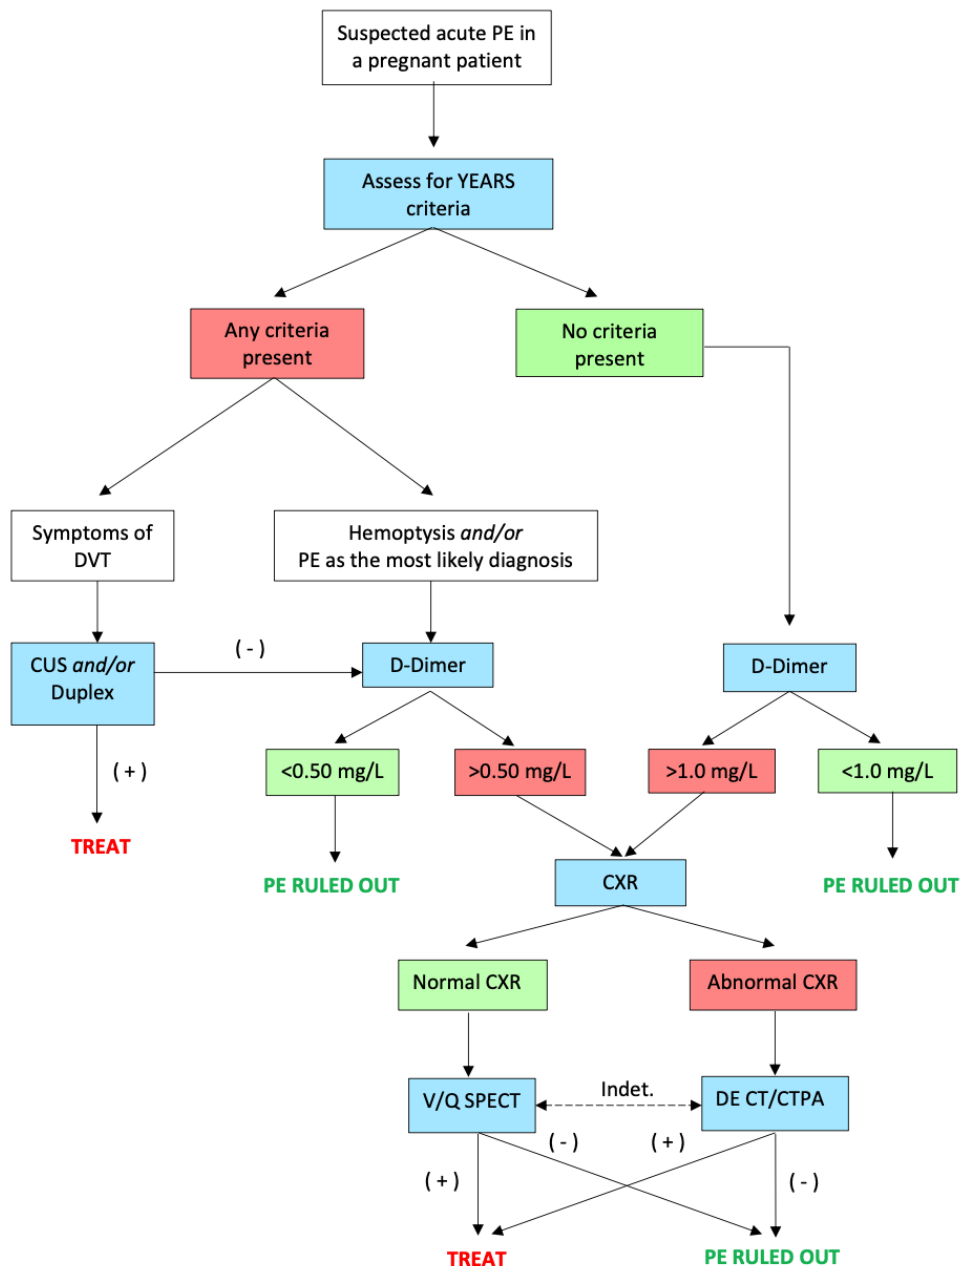 Suspected acute PE in
a pregnant patient
Assess for YEARS
criteria
Any criteria
present
No criteria
present
Symptoms of
DVT
Hemoptysis and/or
PE as the most likely diagnosis
CUS and/or
Duplex
( - )
D-Dimer
D-Dimer
( + )
<0.50 mg/L
>0.50 mg/L
>1.0 mg/L
<1.0 mg/L
TREAT
PE RULED OUT
CXR
PE RULED OUT
Normal CXR
Abnormal CXR
V/Q SPECT
Indet.
DE CT/CTPA
( + )
( - )
( + )
( - )
TREAT
PE RULED OUT